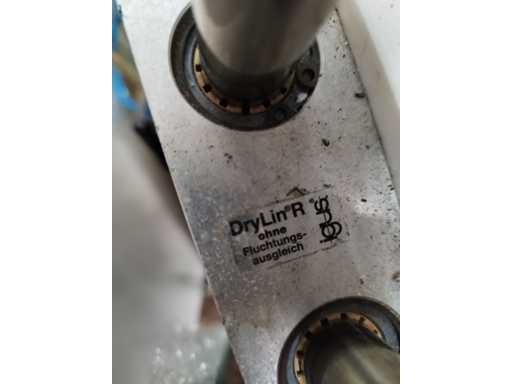 DryLin®R
ohne
Fluchtungs-
ausgleich
igus®